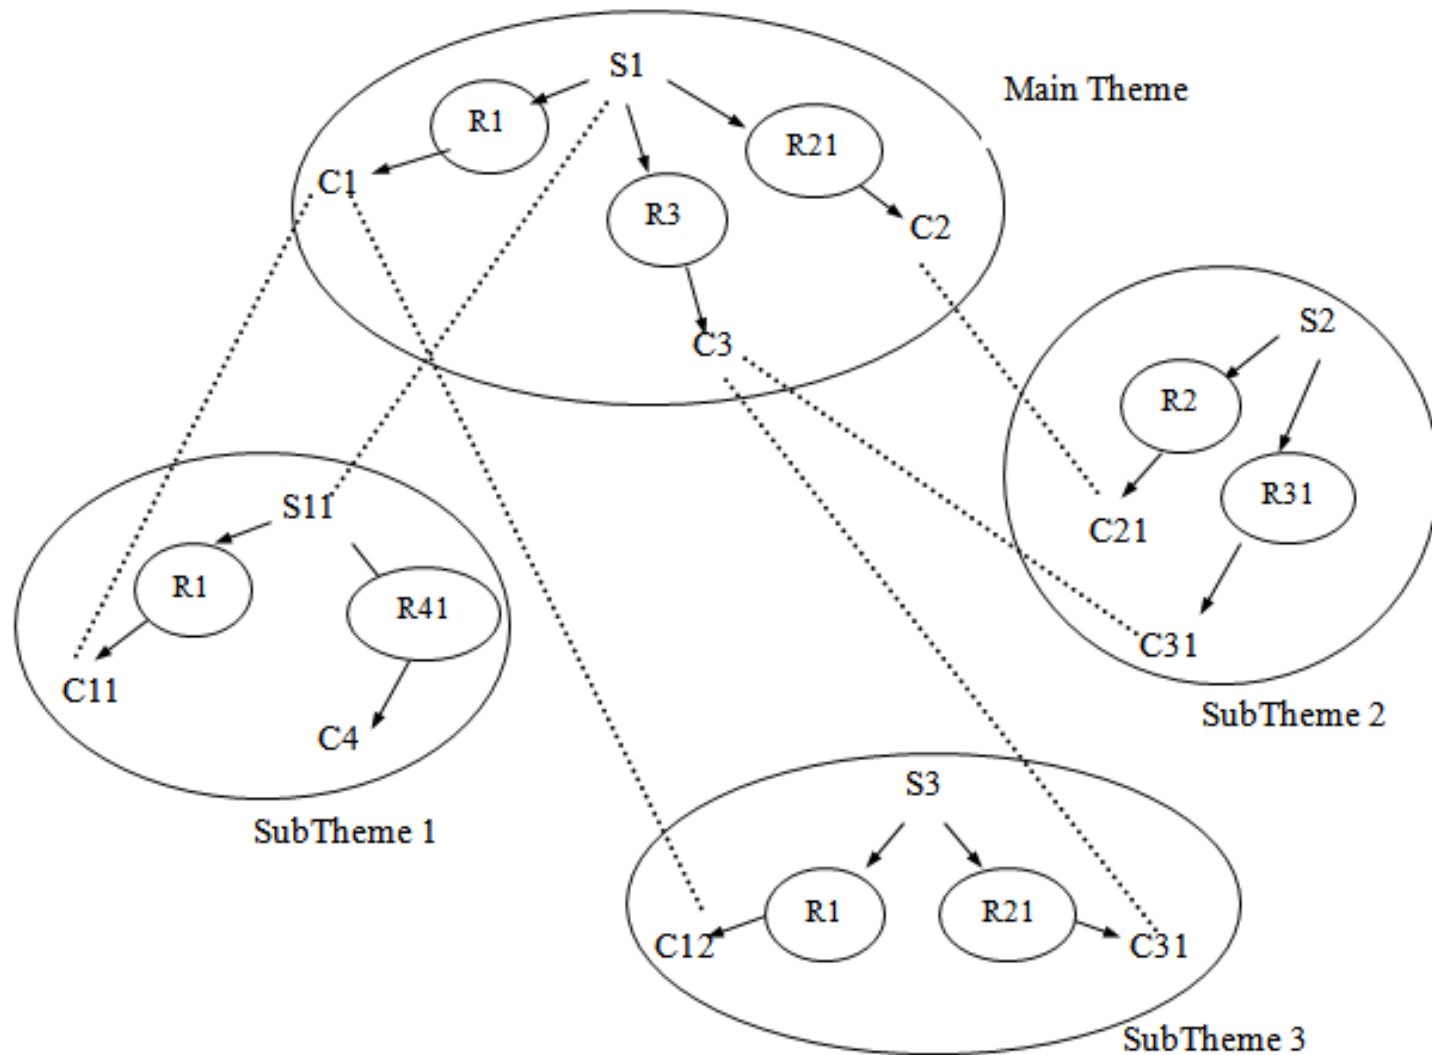 S1
Main Theme
R1
R21
C1
R3
C2
C3
S2
R2
R31
C21
C31
SubTheme 2
S11
R1
R41
C11
C4
SubTheme 1
S3
R1
R21
C12
C31
SubTheme 3